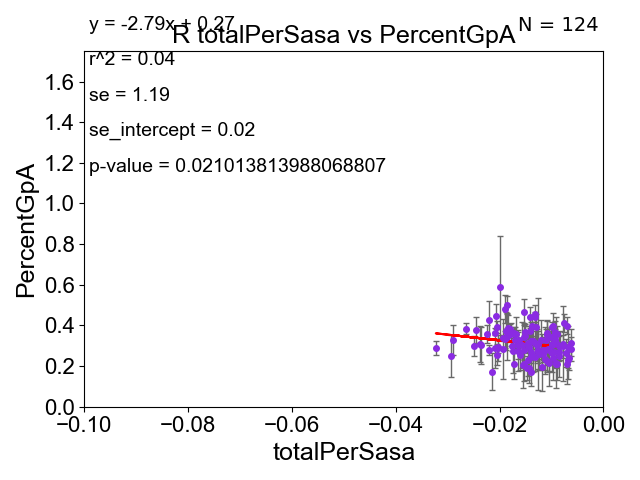 y = -2.79x + 0.27
N = 124
R totalPerSasa vs PercentGpA
r^2 = 0.04
se = 1.19
se_intercept = 0.02
p-value = 0.021013813988068807
PercentGpA
1.6
1.4
1.2
1.0
0.8
0.6
0.4
0.2
0.0
−0.10 −0.08 −0.06 −0.04 −0.02 0.00
totalPerSasa